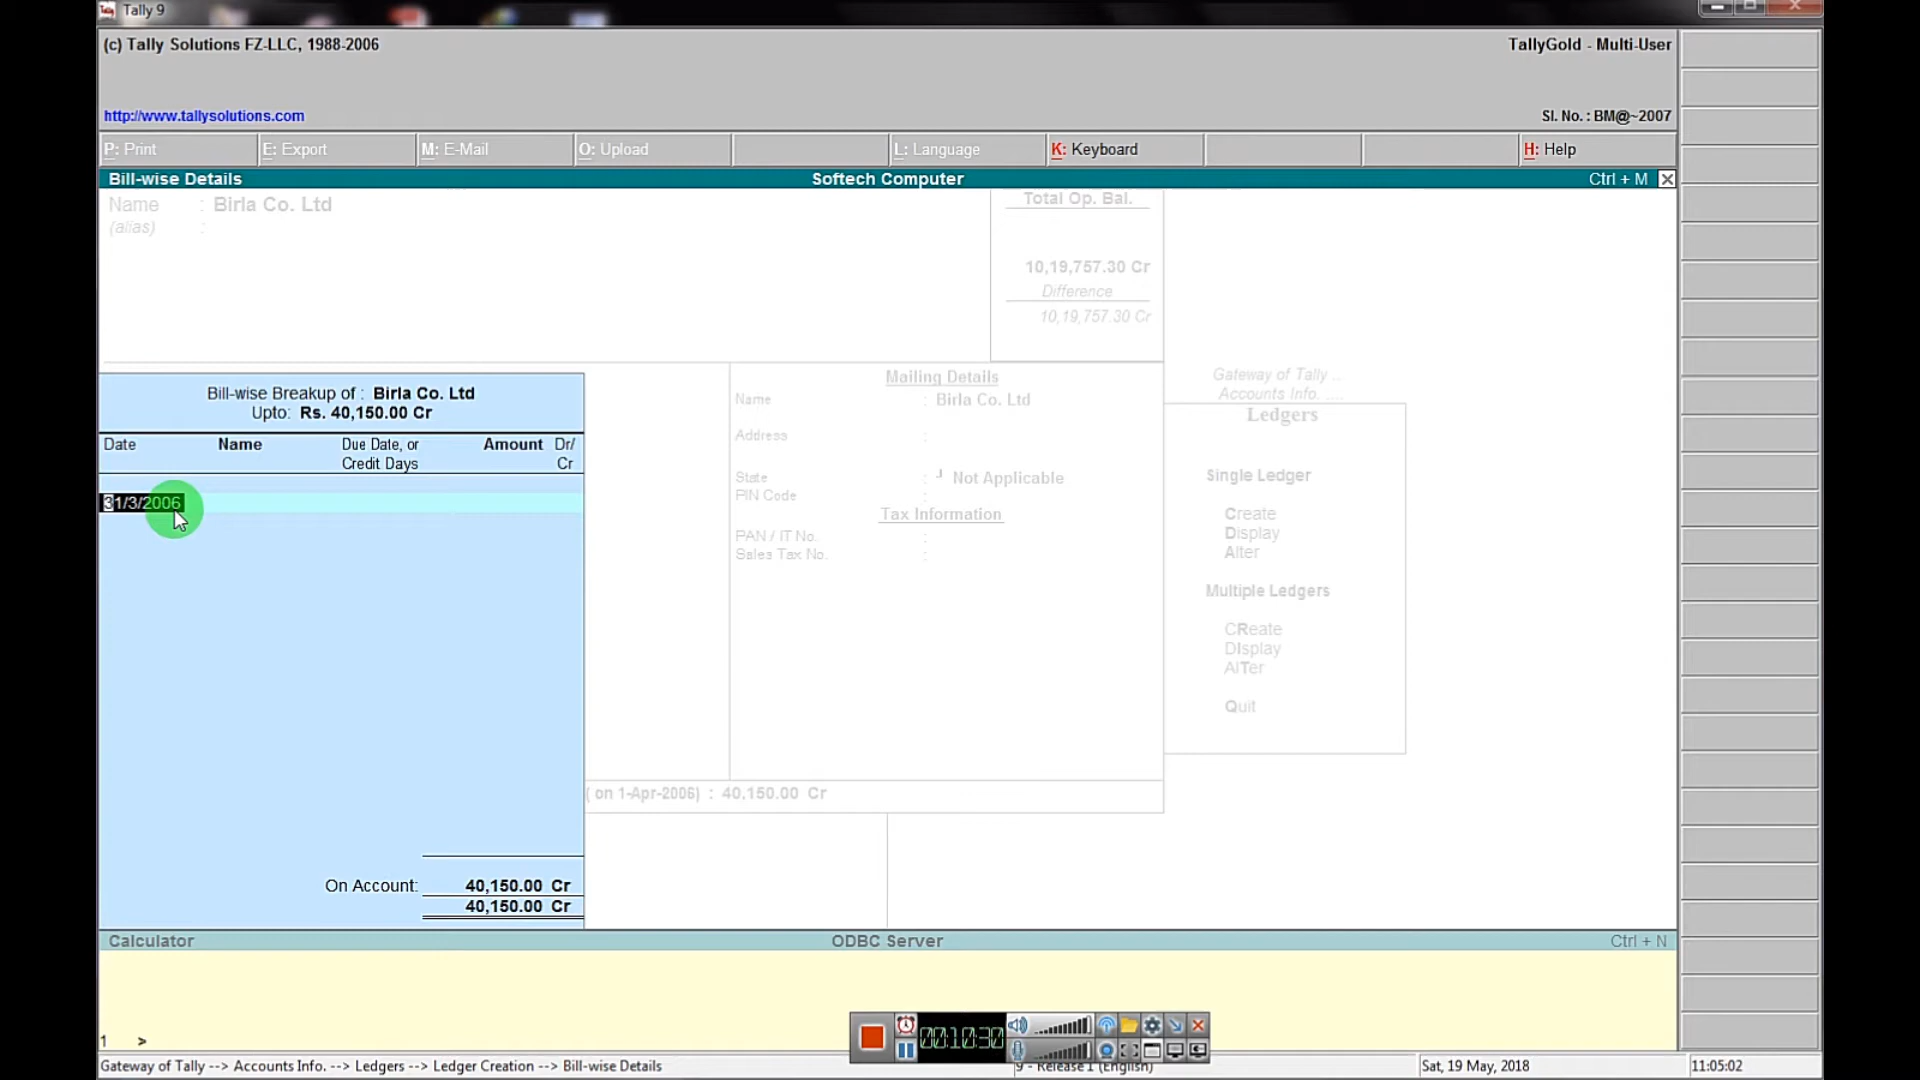 Tally 9
(c) Tally Solutions FZ-LLC, 1988-2006
TallyGold - Multi-User
http://www.tallysolutions.com
Sl. No. : BM@~2007
P: Print
E: Export
M: E-Mail
O: Upload
L: Language
K: Keyboard
H: Help
Bill-wise Details
Softech Computer
Ctrl + M
Name : Birla Co. Ltd
(alias) :
Total Op. Bal.
10,19,757.30 Cr
Difference
10,19,757.30 Cr
Bill-wise Breakup of : Birla Co. Ltd
Upto: Rs. 40,150.00 Cr
Date Name Due Date, or Amount Dr/
Credit Days Cr
31/3/2006
On Account: 40,150.00 Cr
40,150.00 Cr
Mailing Details
Name : Birla Co. Ltd
Address :
State : ┘ Not Applicable
PIN Code :
Tax Information
PAN / IT No. :
Sales Tax No. :
( on 1-Apr-2006) : 40,150.00 Cr
Gateway of Tally ..
Accounts Info. ....
Ledgers
Single Ledger
Create
Display
Alter
Multiple Ledgers
CReate
DIsplay
AlTer
Quit
Calculator
ODBC Server
Ctrl + N
1 >
00:10:30
Gateway of Tally --> Accounts Info. --> Ledgers --> Ledger Creation --> Bill-wise Details
9 - Release 1 (English)
Sat, 19 May, 2018
11:05:02